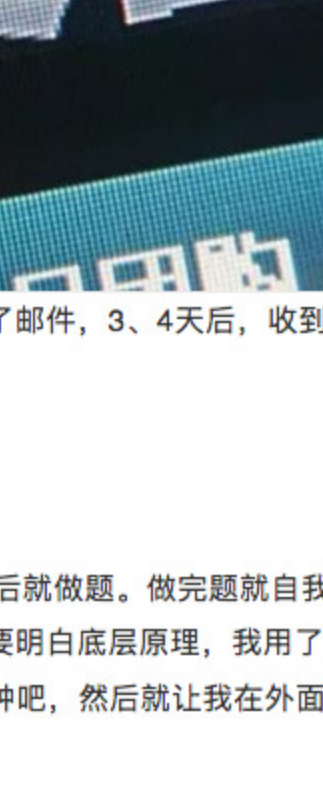 团购
了邮件，3、4天后，收到
后就做题。做完题就自我
要明白底层原理，我用了
钟吧，然后就让我在外面